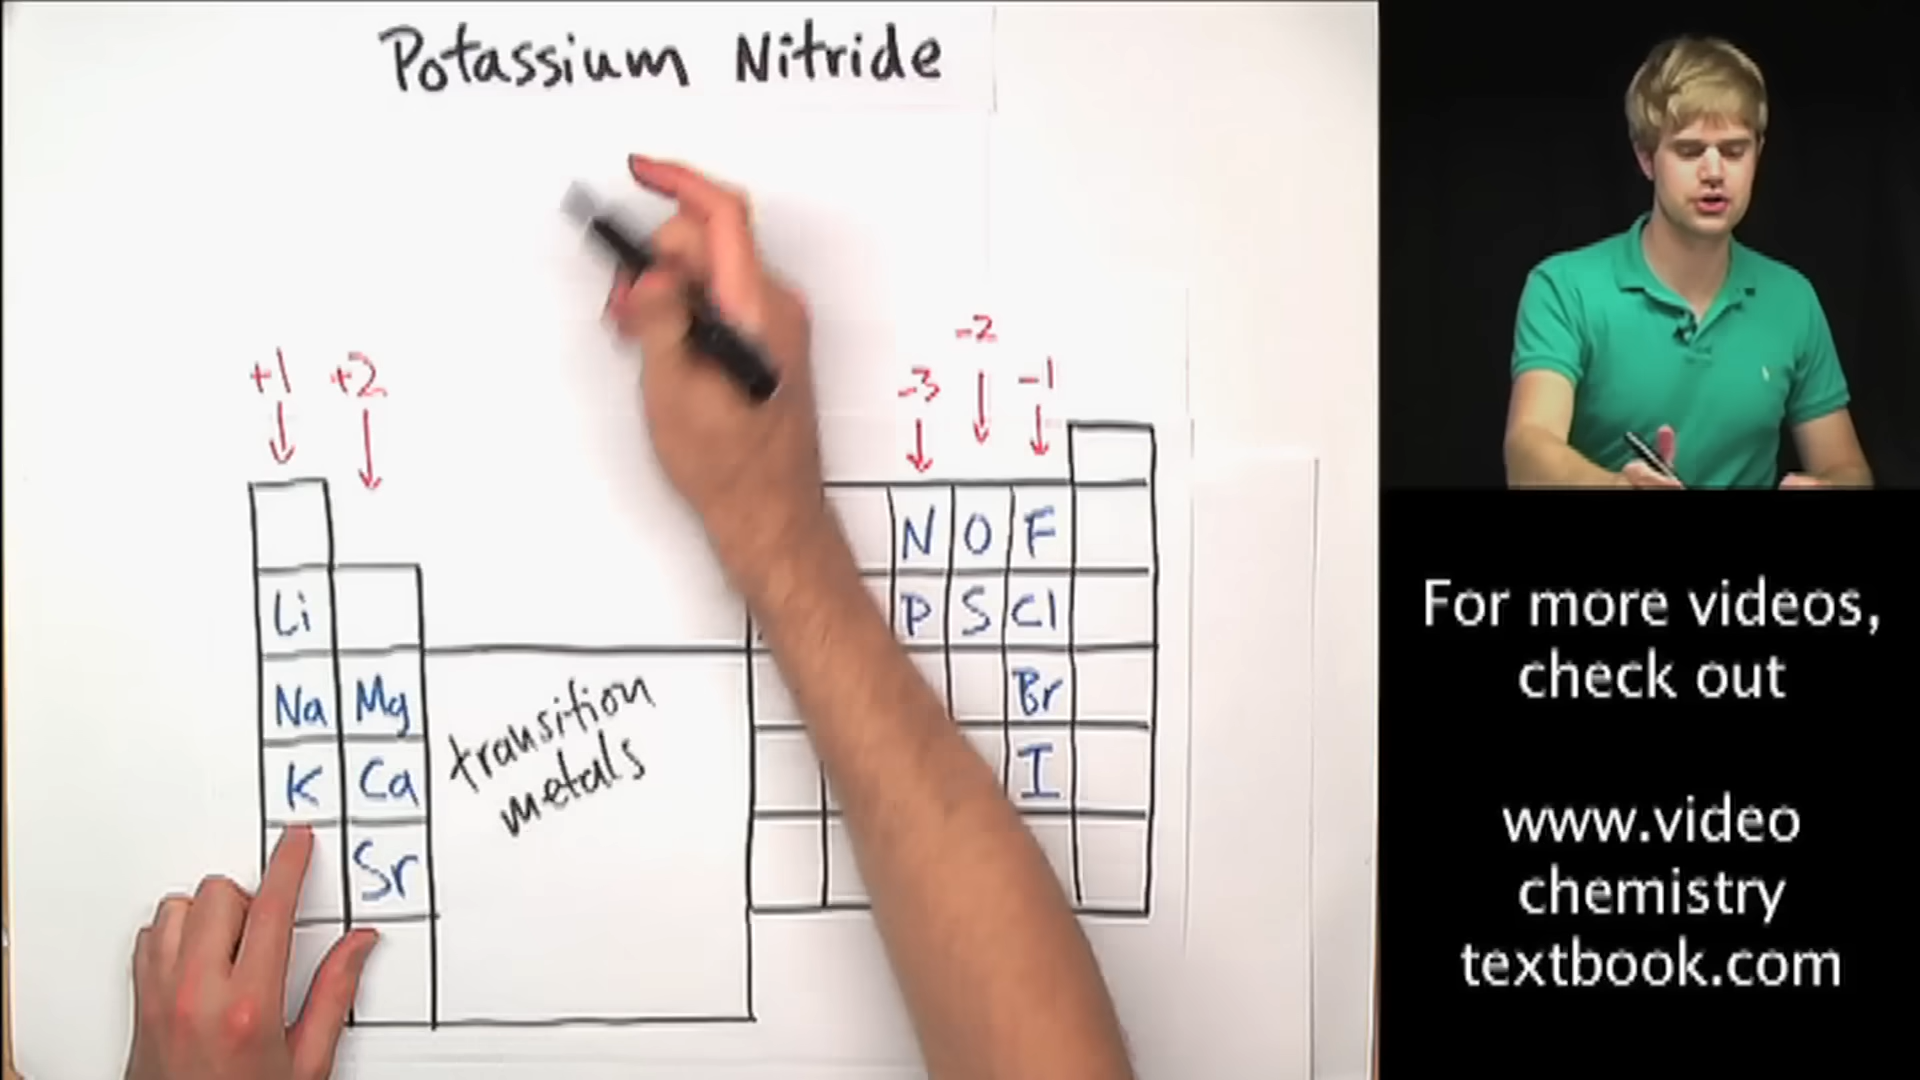 Potassium Nitride
-2
+1 +2 -3 -1
N O F
Li P S Cl
Na Mg Br
transition
metals
K Ca I
Sr
For more videos,
check out
www.video
chemistry
textbook.com